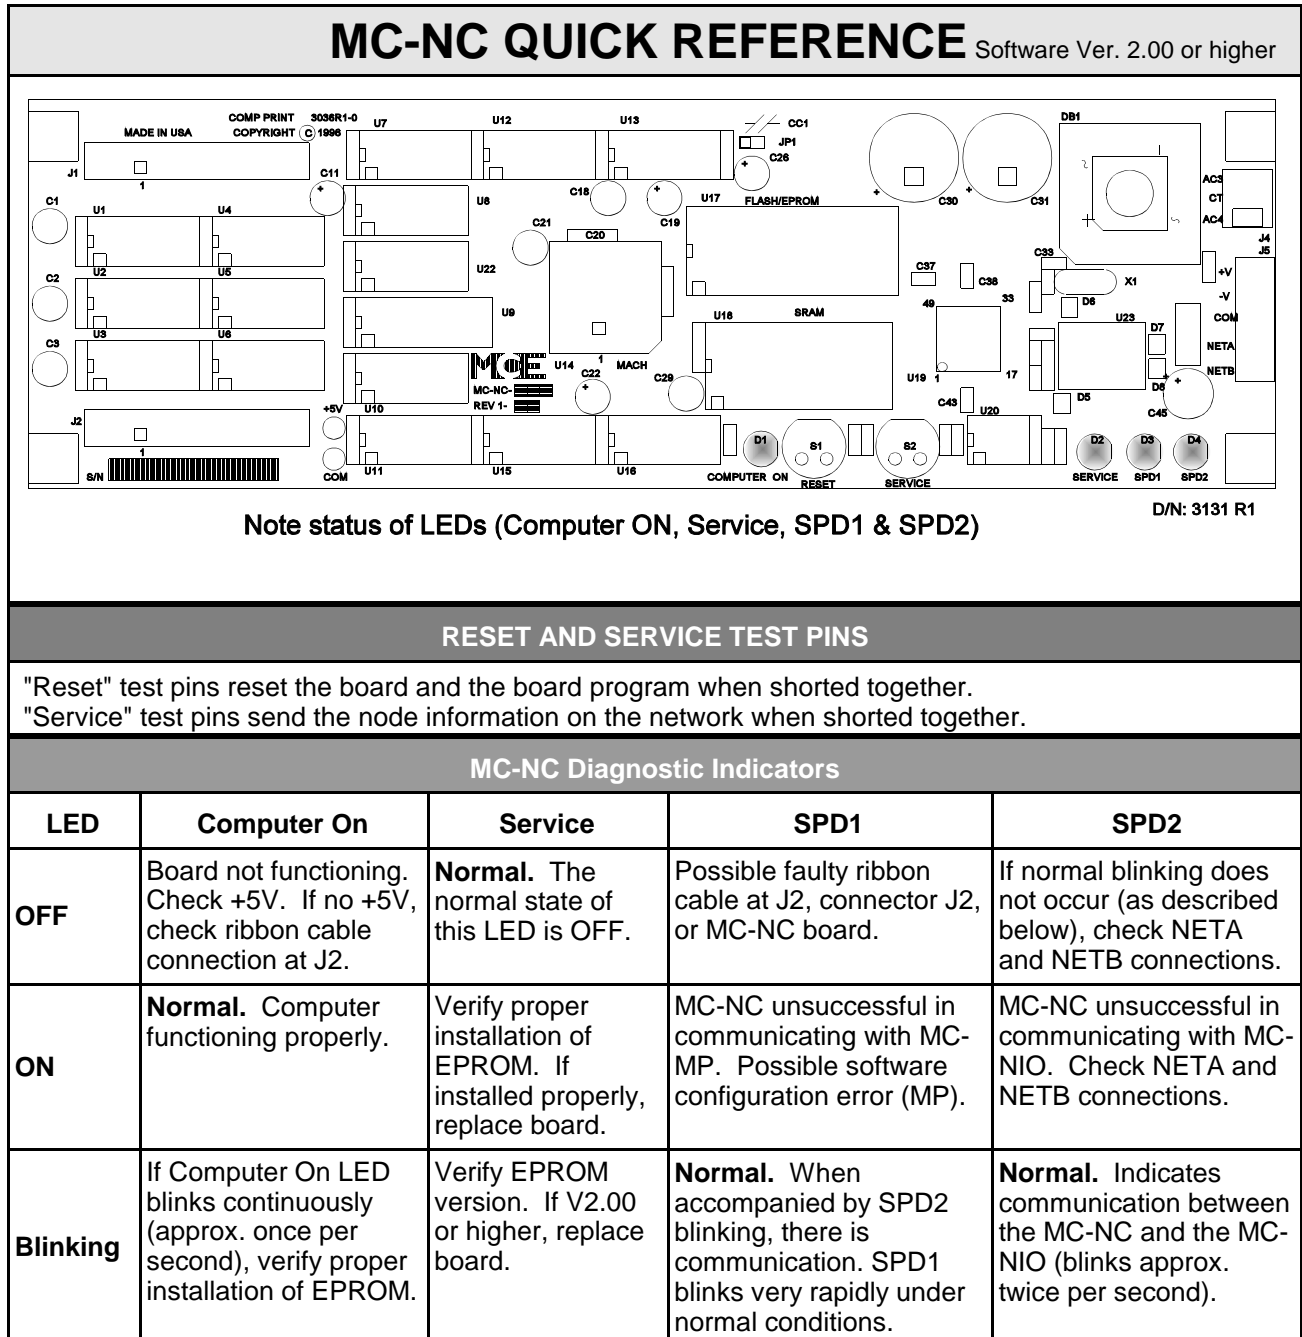 MC-NC QUICK REFERENCE Software Ver. 2.00 or higher
COMP PRINT 3036R1-0
MADE IN USA COPYRIGHT © 1996
U7 U12 U13 CC1 JP1 C26 DB1
J1 1 C11 C18 C19 U17 FLASH/EPROM C30 C31 AC3 CT AC4 J4 J5
C1 U1 U4 U8 C21 C20
C2 U2 U5 U22 C37 C38 C33 X1 +V -V COM NETA NETB
U9 49 33 D6 U23 D7 D8
C3 U3 U6 U14 1 MACH U18 SRAM U19 1 17 D5 C45
MCE
MC-NC-
REV 1-
C22 C29 C43 U20
J2 1 +5V U10
S/N COM U11 U15 U16
D1 S1 S2 D2 D3 D4
COMPUTER ON RESET SERVICE SERVICE SPD1 SPD2
D/N: 3131 R1
Note status of LEDs (Computer ON, Service, SPD1 & SPD2)
RESET AND SERVICE TEST PINS
"Reset" test pins reset the board and the board program when shorted together.
"Service" test pins send the node information on the network when shorted together.
MC-NC Diagnostic Indicators
LED Computer On Service SPD1 SPD2
OFF
Board not functioning.
Check +5V. If no +5V,
check ribbon cable
connection at J2.
Normal. The
normal state of
this LED is OFF.
Possible faulty ribbon
cable at J2, connector J2,
or MC-NC board.
If normal blinking does
not occur (as described
below), check NETA
and NETB connections.
ON
Normal. Computer
functioning properly.
Verify proper
installation of
EPROM. If
installed properly,
replace board.
MC-NC unsuccessful in
communicating with MC-
MP. Possible software
configuration error (MP).
MC-NC unsuccessful in
communicating with MC-
NIO. Check NETA and
NETB connections.
Blinking
If Computer On LED
blinks continuously
(approx. once per
second), verify proper
installation of EPROM.
Verify EPROM
version. If V2.00
or higher, replace
board.
Normal. When
accompanied by SPD2
blinking, there is
communication. SPD1
blinks very rapidly under
normal conditions.
Normal. Indicates
communication between
the MC-NC and the MC-
NIO (blinks approx.
twice per second).